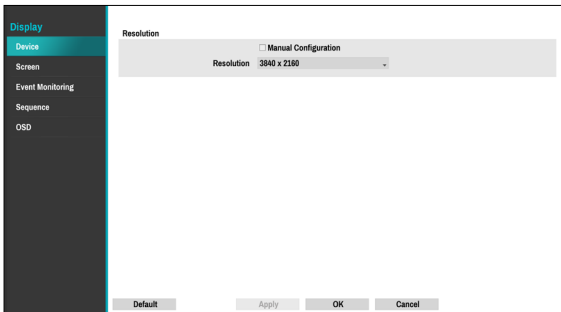 Display
Device
Screen
Event Monitoring
Sequence
OSD
Resolution
Manual Configuration
Resolution 3840 x 2160
Default Apply OK Cancel